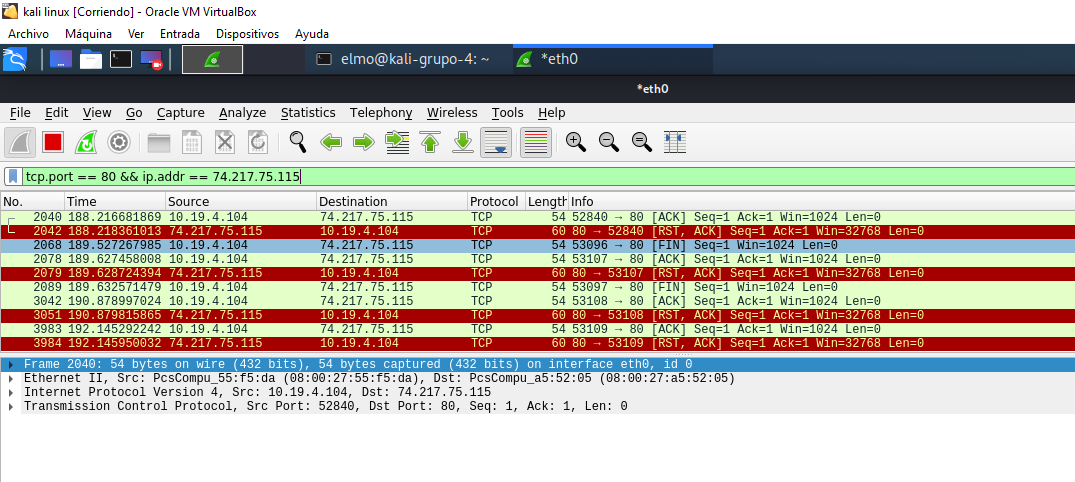 kali linux [Corriendo] - Oracle VM VirtualBox
Archivo Máquina Ver Entrada Dispositivos Ayuda
elmo@kali-grupo-4: ~ *eth0
*eth0
File Edit View Go Capture Analyze Statistics Telephony Wireless Tools Help
tcp.port == 80 && ip.addr == 74.217.75.115
No. Time Source Destination Protocol Length Info
2040 188.216681869 10.19.4.104 74.217.75.115 TCP 54 52840 → 80 [ACK] Seq=1 Ack=1 Win=1024 Len=0
2042 188.218361013 74.217.75.115 10.19.4.104 TCP 60 80 → 52840 [RST, ACK] Seq=1 Ack=1 Win=32768 Len=0
2068 189.527267985 10.19.4.104 74.217.75.115 TCP 54 53096 → 80 [FIN] Seq=1 Win=1024 Len=0
2078 189.627458008 10.19.4.104 74.217.75.115 TCP 54 53107 → 80 [ACK] Seq=1 Ack=1 Win=1024 Len=0
2079 189.628724394 74.217.75.115 10.19.4.104 TCP 60 80 → 53107 [RST, ACK] Seq=1 Ack=1 Win=32768 Len=0
2089 189.632571479 10.19.4.104 74.217.75.115 TCP 54 53097 → 80 [FIN] Seq=1 Win=1024 Len=0
3042 190.878997024 10.19.4.104 74.217.75.115 TCP 54 53108 → 80 [ACK] Seq=1 Ack=1 Win=1024 Len=0
3051 190.879815865 74.217.75.115 10.19.4.104 TCP 60 80 → 53108 [RST, ACK] Seq=1 Ack=1 Win=32768 Len=0
3983 192.145292242 10.19.4.104 74.217.75.115 TCP 54 53109 → 80 [ACK] Seq=1 Ack=1 Win=1024 Len=0
3984 192.145950032 74.217.75.115 10.19.4.104 TCP 60 80 → 53109 [RST, ACK] Seq=1 Ack=1 Win=32768 Len=0
Frame 2040: 54 bytes on wire (432 bits), 54 bytes captured (432 bits) on interface eth0, id 0
Ethernet II, Src: PcsCompu_55:f5:da (08:00:27:55:f5:da), Dst: PcsCompu_a5:52:05 (08:00:27:a5:52:05)
Internet Protocol Version 4, Src: 10.19.4.104, Dst: 74.217.75.115
Transmission Control Protocol, Src Port: 52840, Dst Port: 80, Seq: 1, Ack: 1, Len: 0